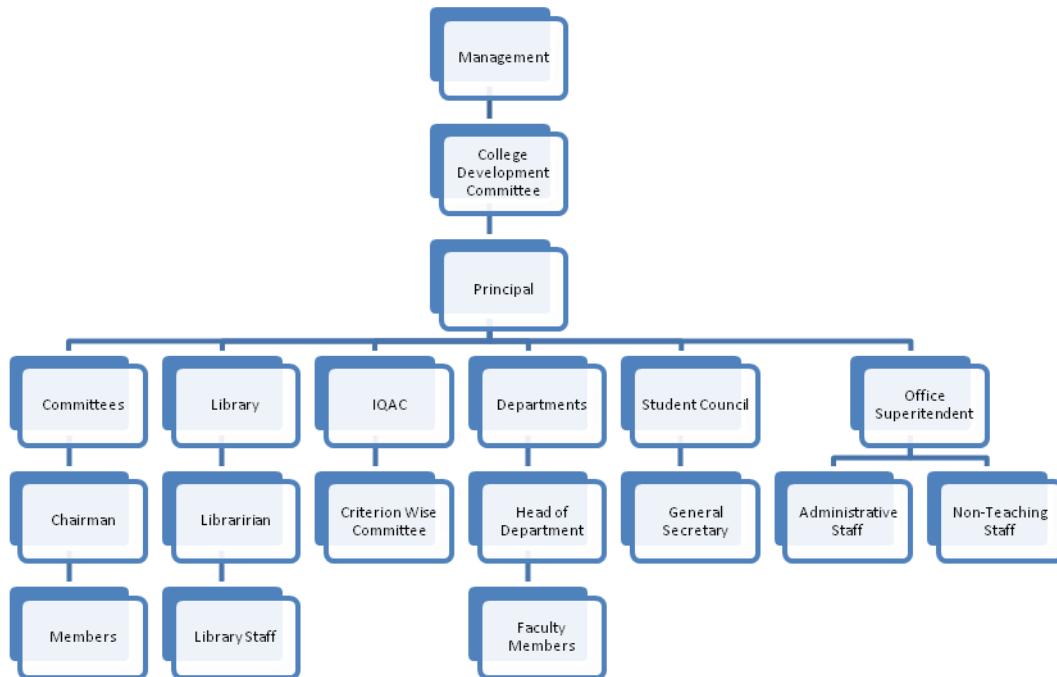 Management
College
Development
Committee
Principal
Committees
Library
IQAC
Departments
Student Council
Office
Superitendent
Chairman
Libraririan
Criterion Wise
Committee
Head of
Department
General
Secretary
Administrative
Staff
Non-Teaching
Staff
Members
Library Staff
Faculty
Members